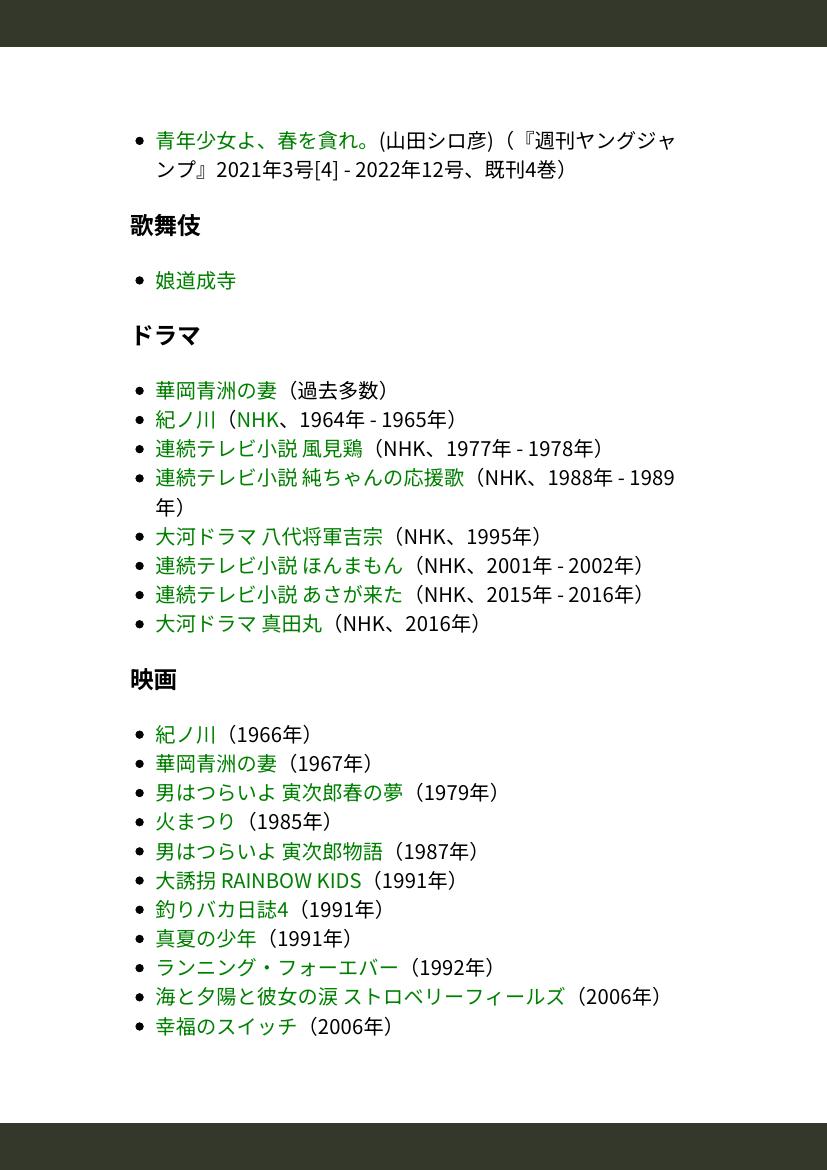 青年少女よ、春を貪れ。(山田シロ彦)（『週刊ヤングジャ
ンプ』2021年3号[4] - 2022年12号、既刊4巻）
歌舞伎
娘道成寺
ドラマ
華岡青洲の妻（過去多数）
紀ノ川（NHK、1964年 - 1965年）
連続テレビ小説 風見鶏（NHK、1977年 - 1978年）
連続テレビ小説 純ちゃんの応援歌（NHK、1988年 - 1989
年）
大河ドラマ 八代将軍吉宗（NHK、1995年）
連続テレビ小説 ほんまもん（NHK、2001年 - 2002年）
連続テレビ小説 あさが来た（NHK、2015年 - 2016年）
大河ドラマ 真田丸（NHK、2016年）
映画
紀ノ川（1966年）
華岡青洲の妻（1967年）
男はつらいよ 寅次郎春の夢（1979年）
火まつり（1985年）
男はつらいよ 寅次郎物語（1987年）
大誘拐 RAINBOW KIDS（1991年）
釣りバカ日誌4（1991年）
真夏の少年（1991年）
ランニング・フォーエバー（1992年）
海と夕陽と彼女の涙 ストロベリーフィールズ（2006年）
幸福のスイッチ（2006年）